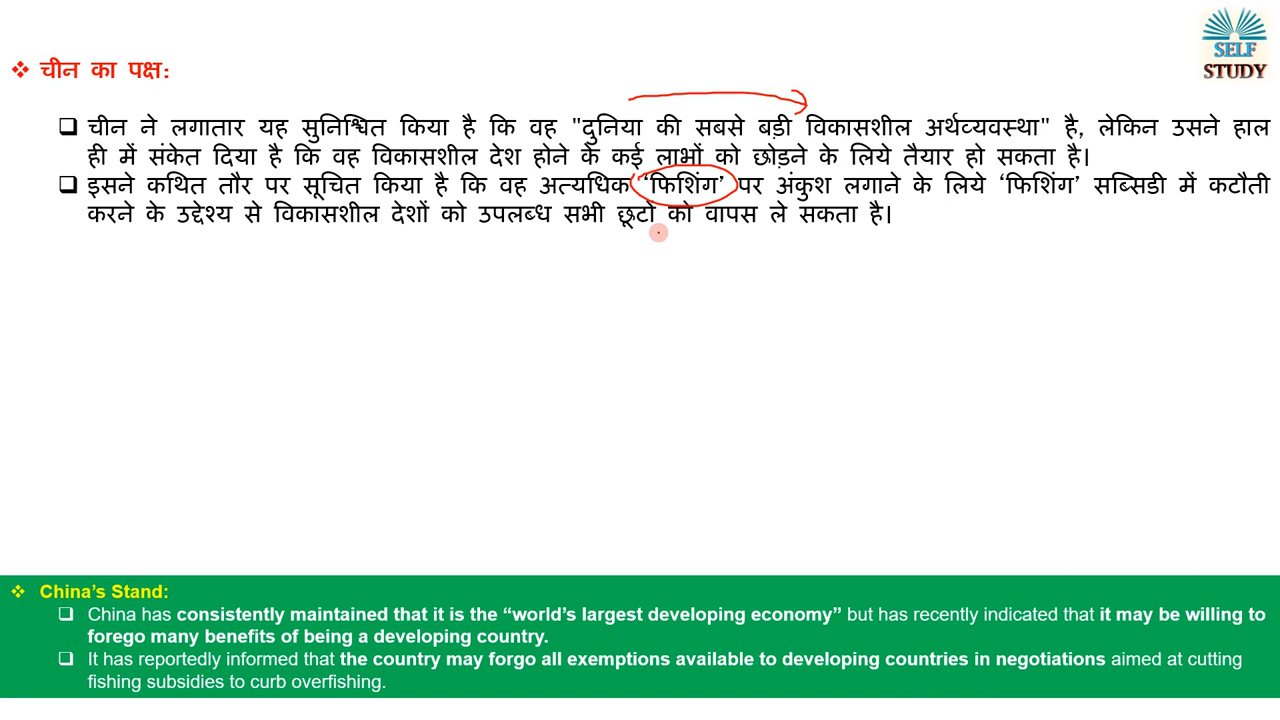 SELF
STUDY
❖ चीन का पक्ष:
❑ चीन ने लगातार यह सुनिश्चित किया है कि वह "दुनिया की सबसे बड़ी विकासशील अर्थव्यवस्था" है, लेकिन उसने हाल
ही में संकेत दिया है कि वह विकासशील देश होने के कई लाभों को छोड़ने के लिये तैयार हो सकता है।
❑ इसने कथित तौर पर सूचित किया है कि वह अत्यधिक ‘फिशिंग’ पर अंकुश लगाने के लिये ‘फिशिंग’ सब्सिडी में कटौती
करने के उद्देश्य से विकासशील देशों को उपलब्ध सभी छूटों को वापस ले सकता है।
❖ China’s Stand:
❑ China has consistently maintained that it is the “world’s largest developing economy” but has recently indicated that it may be willing to
forego many benefits of being a developing country.
❑ It has reportedly informed that the country may forgo all exemptions available to developing countries in negotiations aimed at cutting
fishing subsidies to curb overfishing.